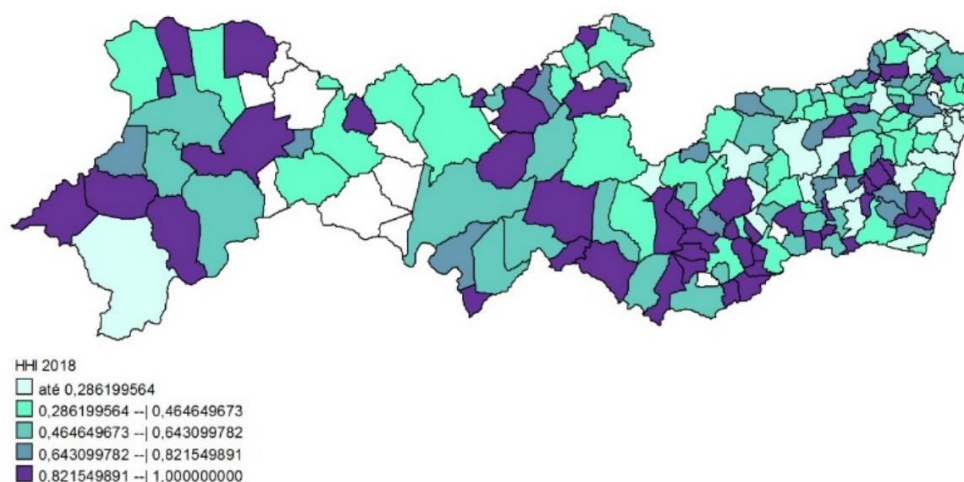 HHI 2018
até 0,286199564
0,286199564 --| 0,464649673
0,464649673 --| 0,643099782
0,643099782 --| 0,821549891
0,821549891 --| 1,000000000